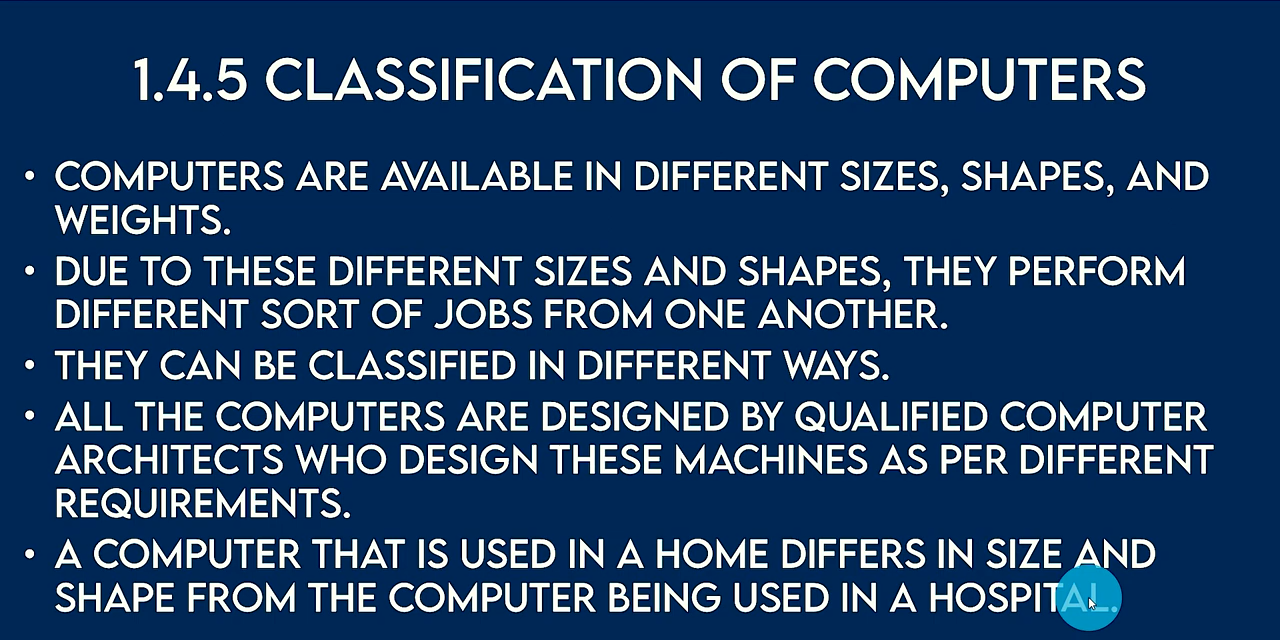 1.4.5 CLASSIFICATION OF COMPUTERS
• COMPUTERS ARE AVAILABLE IN DIFFERENT SIZES, SHAPES, AND
WEIGHTS.
• DUE TO THESE DIFFERENT SIZES AND SHAPES, THEY PERFORM
DIFFERENT SORT OF JOBS FROM ONE ANOTHER.
• THEY CAN BE CLASSIFIED IN DIFFERENT WAYS.
• ALL THE COMPUTERS ARE DESIGNED BY QUALIFIED COMPUTER
ARCHITECTS WHO DESIGN THESE MACHINES AS PER DIFFERENT
REQUIREMENTS.
• A COMPUTER THAT IS USED IN A HOME DIFFERS IN SIZE AND
SHAPE FROM THE COMPUTER BEING USED IN A HOSPITAL.